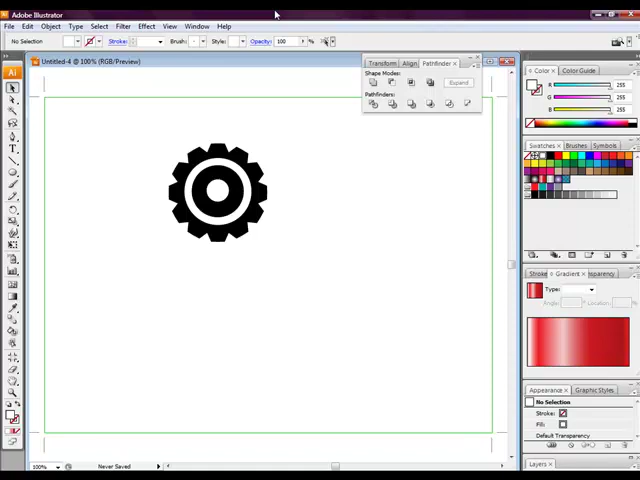 Adobe Illustrator
File Edit Object Type Select Filter Effect View Window Help
No Selection Stroke: Brush: Style: Opacity: 100 %
Untitled-4 @ 100% (RGB/Preview)
Transform Align Pathfinder
Shape Modes:
Expand
Pathfinders:
Ai
Color Color Guide
R 255
G 255
B 255
Swatches Brushes Symbols
Stroke Gradient
Type:
Angle: Location: %
Appearance Graphic Styles
No Selection
Stroke:
Fill:
Default Transparency
Layers
100% Never Saved